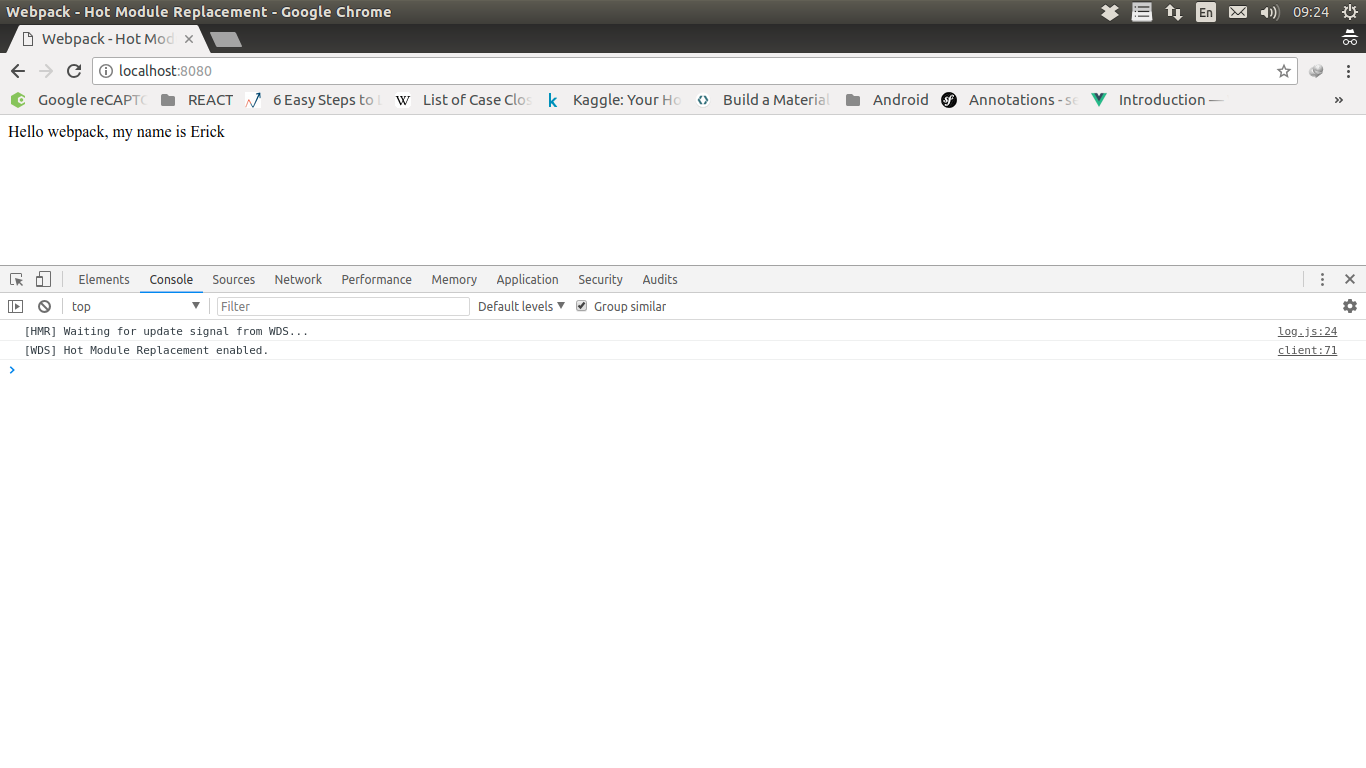 Webpack - Hot Module Replacement - Google Chrome En 09:24
Webpack - Hot Mod
localhost:8080
Google reCAPTC REACT 6 Easy Steps to L W List of Case Clos k Kaggle: Your Ho Build a Material Android sf Annotations - se Introduction — »
Hello webpack, my name is Erick
Elements Console Sources Network Performance Memory Application Security Audits
top Filter Default levels Group similar
[HMR] Waiting for update signal from WDS... log.js:24
[WDS] Hot Module Replacement enabled. client:71